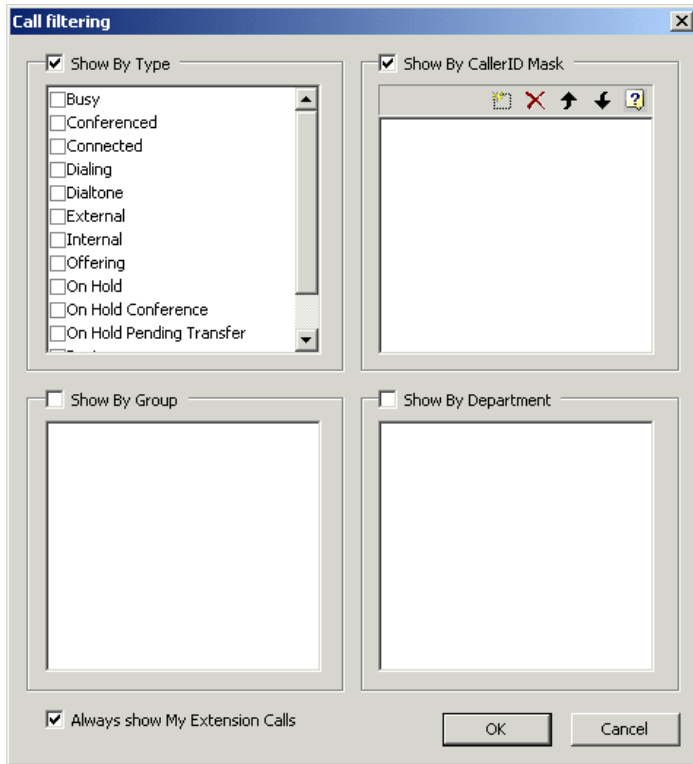 Call filtering
Show By Type
Busy
Conferenced
Connected
Dialing
Dialtone
External
Internal
Offering
On Hold
On Hold Conference
On Hold Pending Transfer
Show By CallerID Mask
Show By Group
Show By Department
Always show My Extension Calls
OK
Cancel